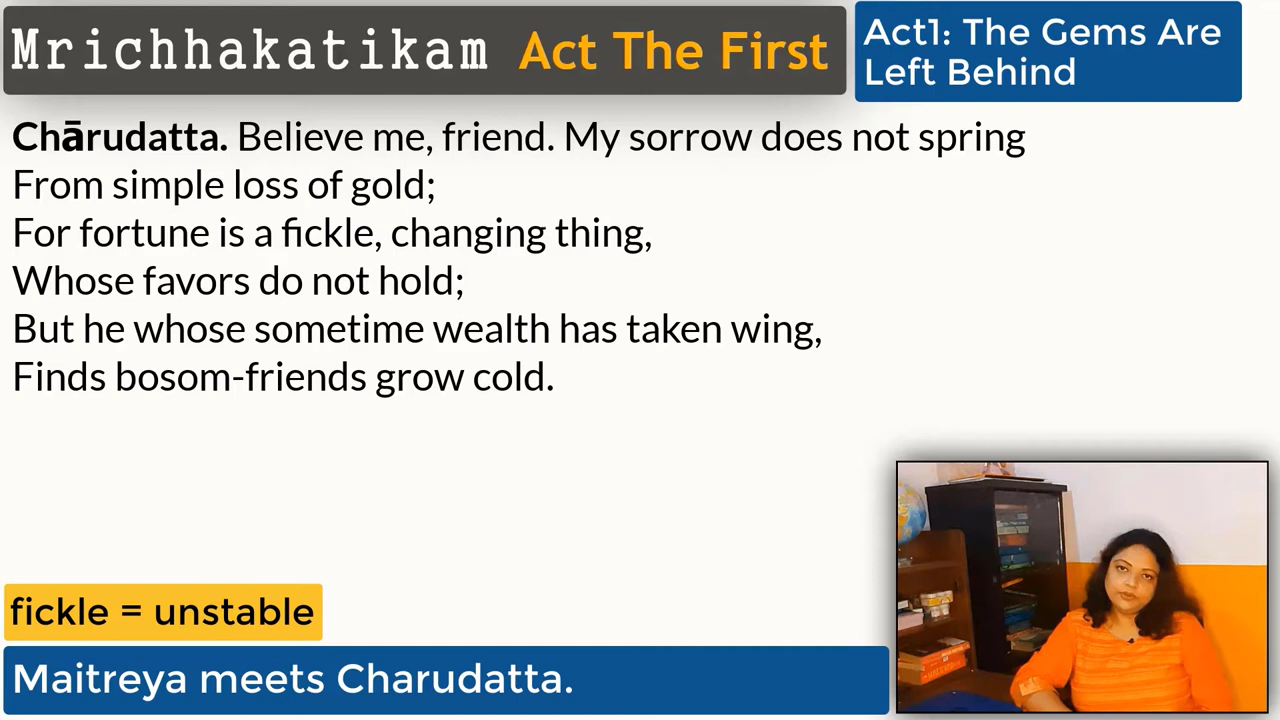 Mrichhakatikam Act The First
Act1: The Gems Are
Left Behind
Chārudatta. Believe me, friend. My sorrow does not spring
From simple loss of gold;
For fortune is a fickle, changing thing,
Whose favors do not hold;
But he whose sometime wealth has taken wing,
Finds bosom-friends grow cold.
fickle = unstable
Maitreya meets Charudatta.